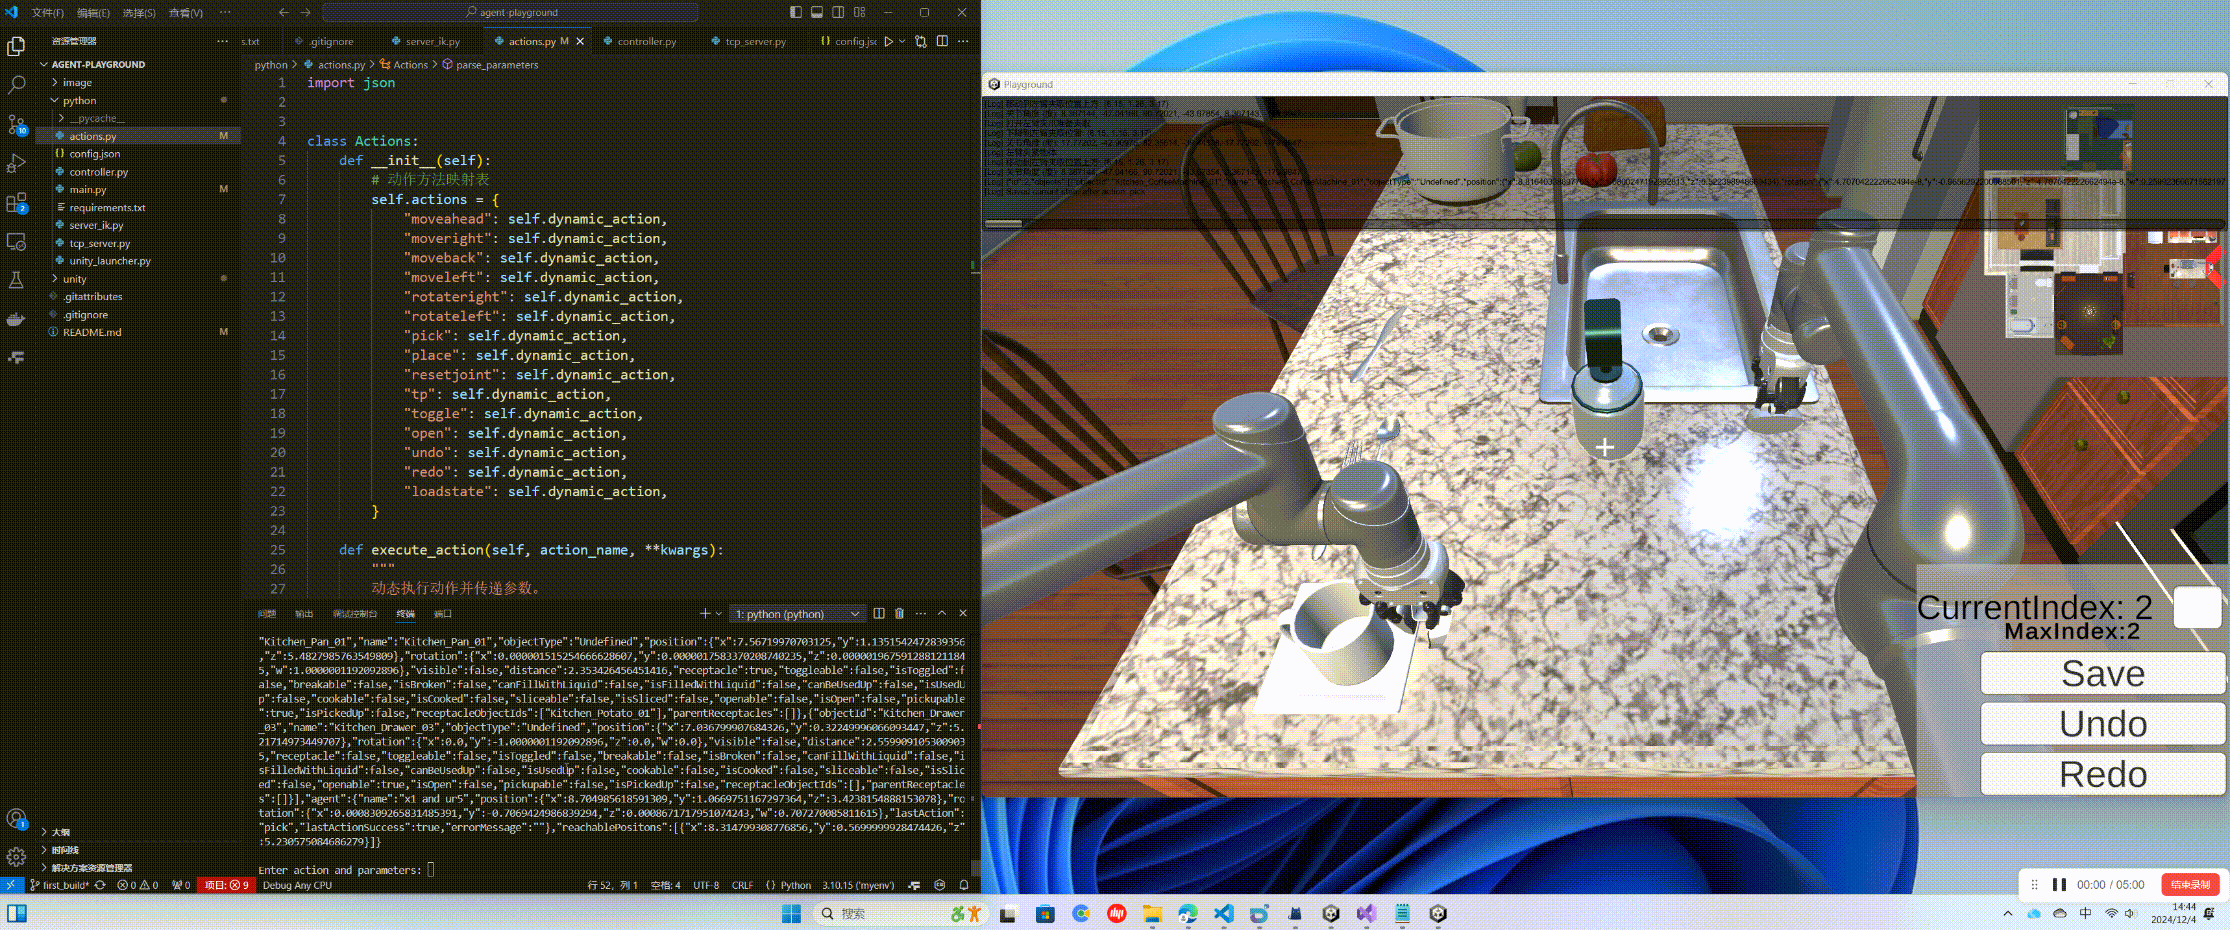 文件(F) 编辑(E) 选择(S) 查看(V) ···
agent-playground
资源管理器
s.txt .gitignore server_ik.py actions.py M controller.py tcp_server.py config.jsc
python > actions.py > Actions > parse_parameters
AGENT-PLAYGROUND
image
python
__pycache__
actions.py M
config.json
controller.py
main.py M
requirements.txt
server_ik.py
tcp_server.py
unity_launcher.py
unity
.gitattributes
.gitignore
README.md M
大纲
时间线
解决方案资源管理器
1 import json
2
3
4 class Actions:
5 def __init__(self):
6 # 动作方法映射表
7 self.actions = {
8 "moveahead": self.dynamic_action,
9 "moveright": self.dynamic_action,
10 "moveback": self.dynamic_action,
11 "moveleft": self.dynamic_action,
12 "rotateright": self.dynamic_action,
13 "rotateleft": self.dynamic_action,
14 "pick": self.dynamic_action,
15 "place": self.dynamic_action,
16 "resetjoint": self.dynamic_action,
17 "tp": self.dynamic_action,
18 "toggle": self.dynamic_action,
19 "open": self.dynamic_action,
20 "undo": self.dynamic_action,
21 "redo": self.dynamic_action,
22 "loadstate": self.dynamic_action,
23 }
24
25 def execute_action(self, action_name, **kwargs):
26 """
27 动态执行动作并传递参数。
问题 输出 调试控制台 终端 端口
1: python (python)
"Kitchen_Pan_01","name":"Kitchen_Pan_01","objectType":"Undefined","position":{"x":7.56719970703125,"y":1.1351542472839356
,"z":5.4827985763549809},"rotation":{"x":0.000001515254666628607,"y":0.0000017583370208740235,"z":0.000001967591288121184
5,"w":1.0000001192092896},"visible":false,"distance":2.353426456451416,"receptacle":true,"toggleable":false,"isToggled":f
alse,"breakable":false,"isBroken":false,"canFillWithLiquid":false,"isFilledWithLiquid":false,"canBeUsedUp":false,"isUsedU
p":false,"cookable":false,"isCooked":false,"sliceable":false,"isSliced":false,"openable":false,"isOpen":false,"pickupable
":true,"isPickedUp":false,"receptacleObjectIds":["Kitchen_Potato_01"],"parentReceptacles":[]},{"objectId":"Kitchen_Drawer
_03","name":"Kitchen_Drawer_03","objectType":"Undefined","position":{"x":7.036799907684326,"y":0.32249996066093447,"z":5.
21714973449707},"rotation":{"x":0.0,"y":-1.0000001192092896,"z":0.0,"w":0.0},"visible":false,"distance":2.559909105300903
5,"receptacle":false,"toggleable":false,"isToggled":false,"breakable":false,"isBroken":false,"canFillWithLiquid":false,"i
sFilledWithLiquid":false,"canBeUsedUp":false,"isUsedUp":false,"cookable":false,"isCooked":false,"sliceable":false,"isSlic
ed":false,"openable":true,"isOpen":false,"pickupable":false,"isPickedUp":false,"receptacleObjectIds":[],"parentReceptacle
s":[]}],"agent":{"name":"x1 and ur5","position":{"x":8.704985618591309,"y":1.0669751167297364,"z":3.4238154888153078},"ro
tation":{"x":0.0008309265831485391,"y":-0.7069424986839294,"z":0.0008671717951074243,"w":0.707270085811615},"lastAction":
"pick","lastActionSuccess":true,"errorMessage":""},"reachablePositons":[{"x":8.314799308776856,"y":0.5699999928474426,"z"
:5.230575084686279}]}
Enter action and parameters:
first_build* 0 0 0 项目: 9 Debug Any CPU 行 52，列 1 空格: 4 UTF-8 CRLF Python 3.10.15 ('myenv')
Playground
CurrentIndex: 2
MaxIndex:2
Save
Undo
Redo
00:00 / 05:00 结束录制
搜索
中
14:44
2024/12/4